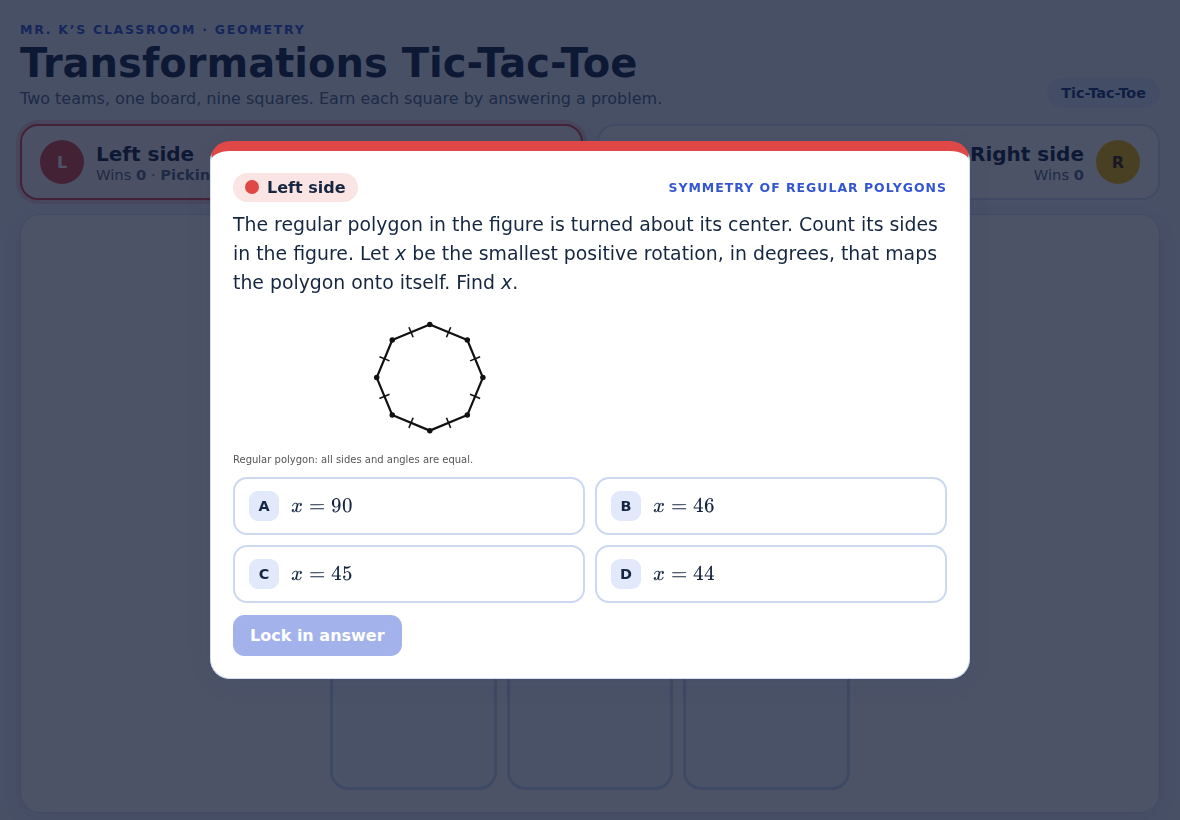 MR. K’S CLASSROOM · GEOMETRY
Transformations Tic-Tac-Toe
Two teams, one board, nine squares. Earn each square by answering a problem.
Tic-Tac-Toe
L
Left side
Wins 0 · Pickin
Right side
Wins 0
R
Left side
SYMMETRY OF REGULAR POLYGONS
The regular polygon in the figure is turned about its center. Count its sides
in the figure. Let x be the smallest positive rotation, in degrees, that maps
the polygon onto itself. Find x.
Regular polygon: all sides and angles are equal.
A x = 90
B x = 46
C x = 45
D x = 44
Lock in answer